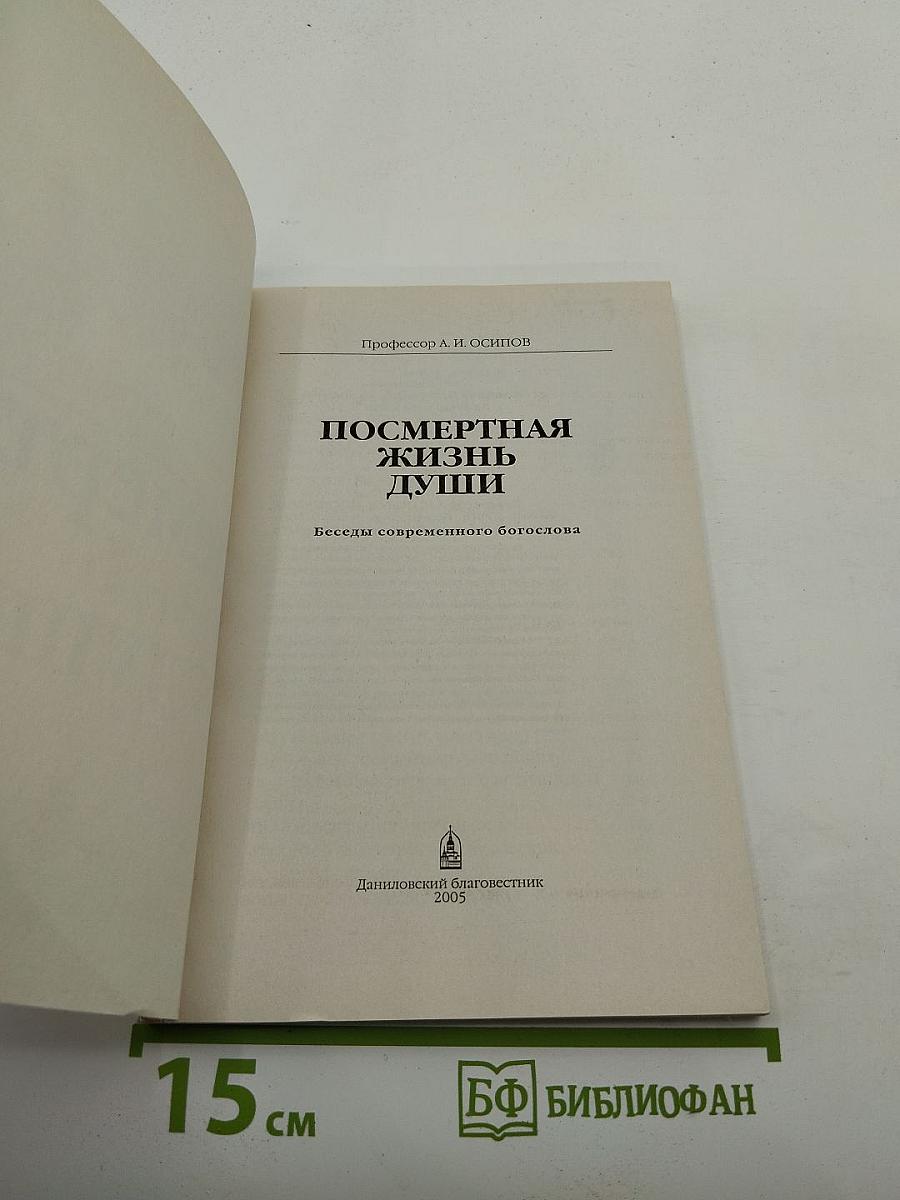 Профессор А. И. ОСИПОВ
ПОСМЕРТНАЯ
ЖИЗНЬ
ДУШИ
Беседы современного богослова
Даниловский благовестник
2005
15 см
БФ БИБЛИОФАН